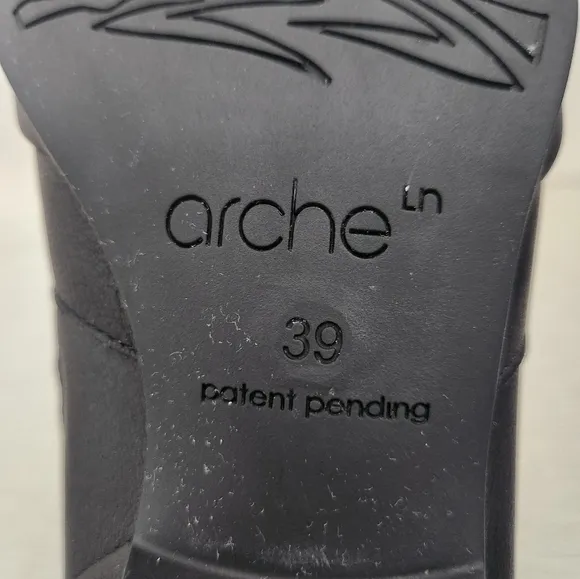 arche Ln
39
patent pending